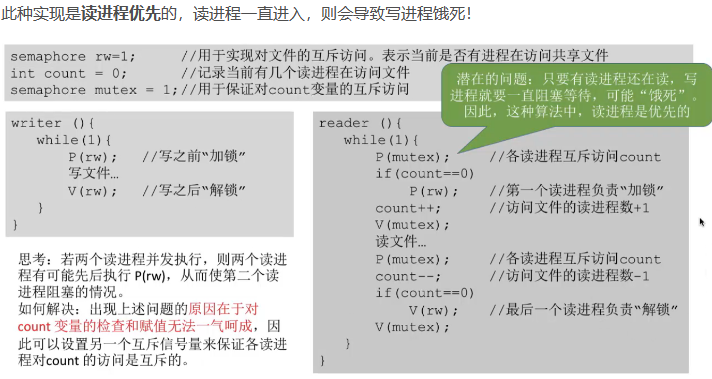 此种实现是读进程优先的，读进程一直进入，则会导致写进程饿死！
semaphore rw=1;  //用于实现对文件的互斥访问。表示当前是否有进程在访问共享文件
int count = 0;  //记录当前有几个读进程在访问文件
semaphore mutex = 1;//用于保证对count变量的互斥访问
潜在的问题：只要有读进程还在读，写
进程就要一直阻塞等待，可能“饿死”。
因此，这种算法中，读进程是优先的
writer (){
while(1){
P(rw);  //写之前“加锁”
写文件…
V(rw);  //写之后“解锁”
}
}
思考：若两个读进程并发执行，则两个读进
程有可能先后执行 P(rw)，从而使第二个读
进程阻塞的情况。
如何解决：出现上述问题的原因在于对
count 变量的检查和赋值无法一气呵成，因
此可以设置另一个互斥信号量来保证各读进
程对count 的访问是互斥的。
reader (){
while(1){
P(mutex);  //各读进程互斥访问count
if(count==0)
P(rw);  //第一个读进程负责“加锁”
count++;  //访问文件的读进程数+1
V(mutex);
读文件…
P(mutex);  //各读进程互斥访问count
count--;  //访问文件的读进程数-1
if(count==0)
V(rw);  //最后一个读进程负责“解锁”
V(mutex);
}
}